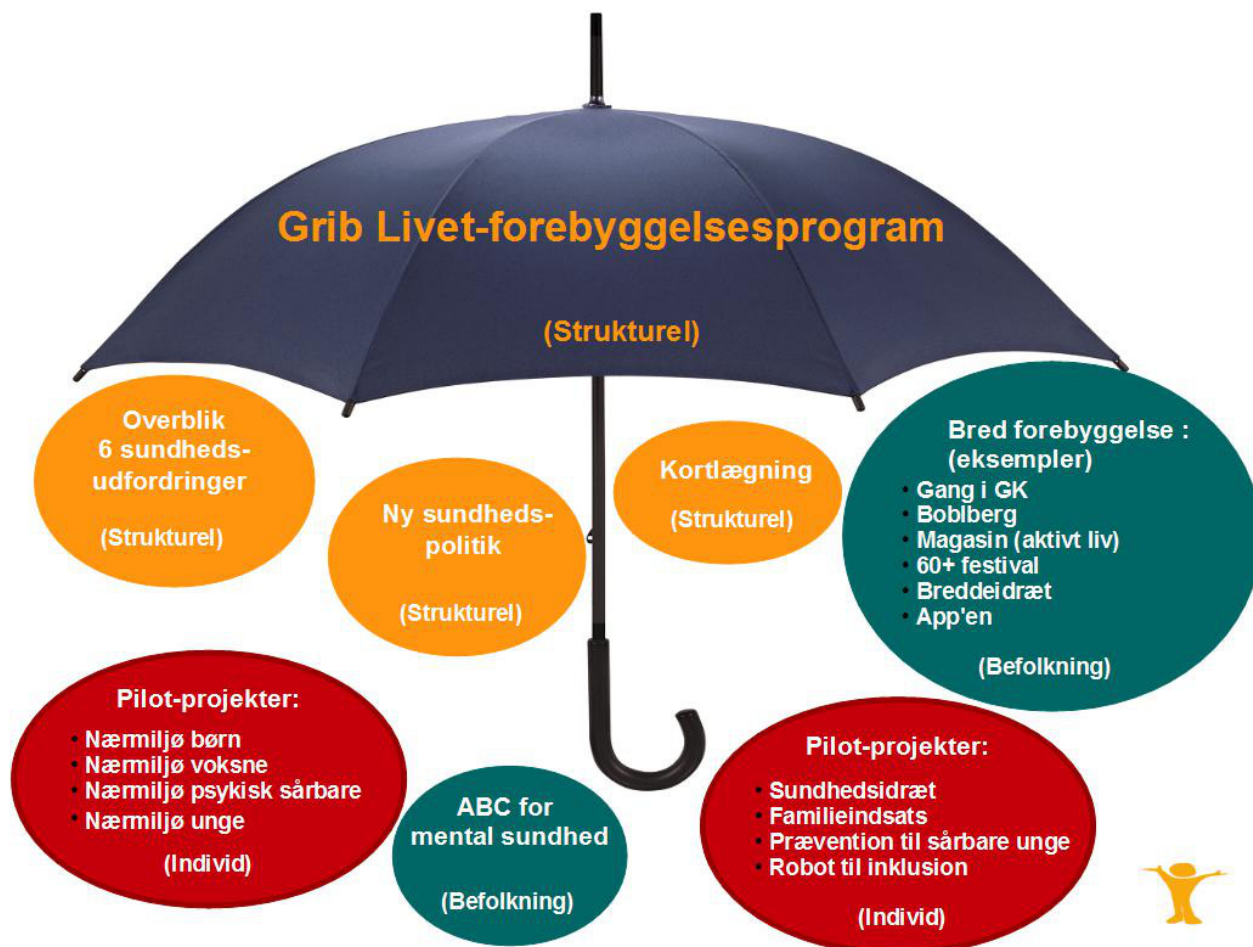 Grib Livet-forebyggelsesprogram
(Strukturel)
Overblik
6 sundheds-
udfordringer
(Strukturel)
Ny sundheds-
politik
(Strukturel)
Kortlægning
(Strukturel)
Bred forebyggelse :
(eksempler)
• Gang i GK
• Boblberg
• Magasin (aktivt liv)
• 60+ festival
• Breddeidræt
• App'en
(Befolkning)
Pilot-projekter:
• Nærmiljø børn
• Nærmiljø voksne
• Nærmiljø psykisk sårbare
• Nærmiljø unge
(Individ)
ABC for
mental sundhed
(Befolkning)
Pilot-projekter:
• Sundhedsidræt
• Familieindsats
• Prævention til sårbare unge
• Robot til inklusion
(Individ)